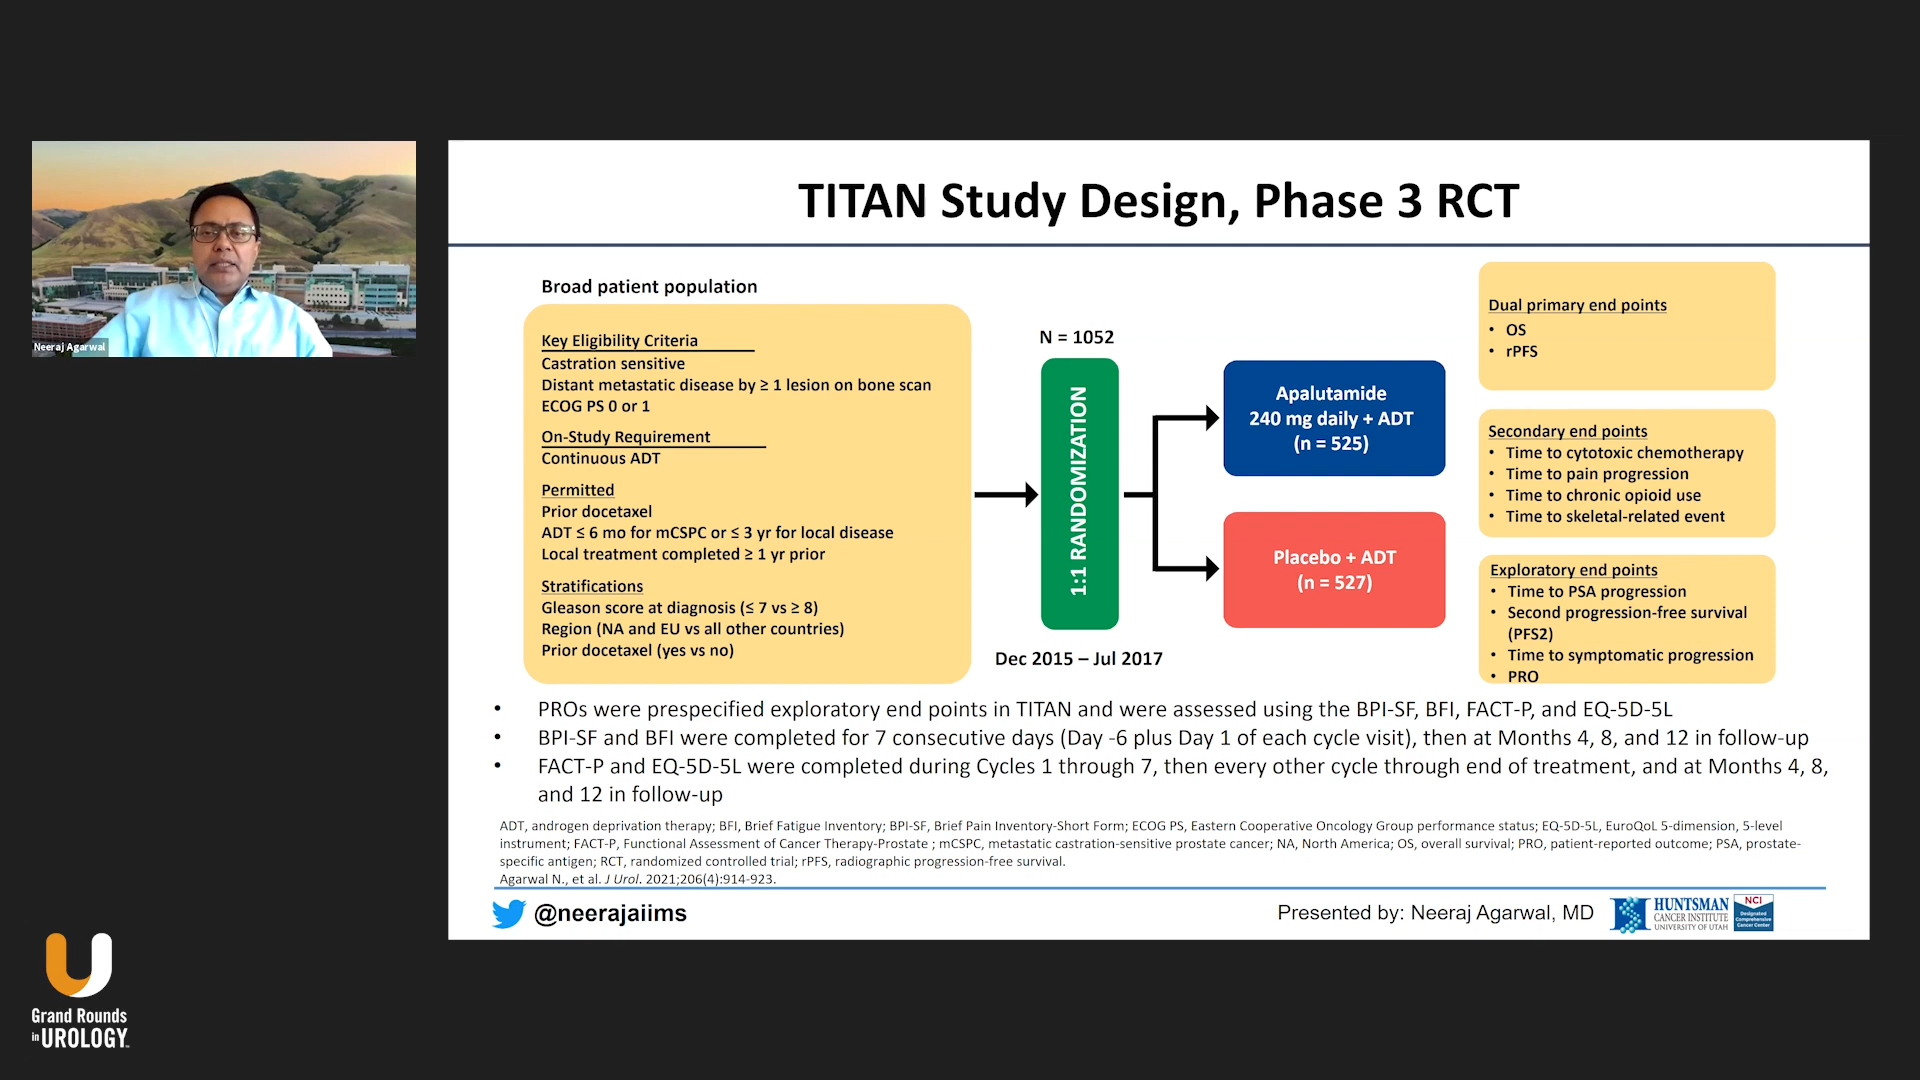 Neeraj Agarwal
TITAN Study Design, Phase 3 RCT
Broad patient population
Key Eligibility Criteria
Castration sensitive
Distant metastatic disease by ≥ 1 lesion on bone scan
ECOG PS 0 or 1
On-Study Requirement
Continuous ADT
Permitted
Prior docetaxel
ADT ≤ 6 mo for mCSPC or ≤ 3 yr for local disease
Local treatment completed ≥ 1 yr prior
Stratifications
Gleason score at diagnosis (≤ 7 vs ≥ 8)
Region (NA and EU vs all other countries)
Prior docetaxel (yes vs no)
N = 1052
1:1 RANDOMIZATION
Dec 2015 – Jul 2017
Apalutamide
240 mg daily + ADT
(n = 525)
Placebo + ADT
(n = 527)
Dual primary end points
• OS
• rPFS
Secondary end points
• Time to cytotoxic chemotherapy
• Time to pain progression
• Time to chronic opioid use
• Time to skeletal-related event
Exploratory end points
• Time to PSA progression
• Second progression-free survival
(PFS2)
• Time to symptomatic progression
• PRO
• PROs were prespecified exploratory end points in TITAN and were assessed using the BPI-SF, BFI, FACT-P, and EQ-5D-5L
• BPI-SF and BFI were completed for 7 consecutive days (Day -6 plus Day 1 of each cycle visit), then at Months 4, 8, and 12 in follow-up
• FACT-P and EQ-5D-5L were completed during Cycles 1 through 7, then every other cycle through end of treatment, and at Months 4, 8,
and 12 in follow-up
ADT, androgen deprivation therapy; BFI, Brief Fatigue Inventory; BPI-SF, Brief Pain Inventory-Short Form; ECOG PS, Eastern Cooperative Oncology Group performance status; EQ-5D-5L, EuroQoL 5-dimension, 5-level
instrument; FACT-P, Functional Assessment of Cancer Therapy-Prostate ; mCSPC, metastatic castration-sensitive prostate cancer; NA, North America; OS, overall survival; PRO, patient-reported outcome; PSA, prostate-
specific antigen; RCT, randomized controlled trial; rPFS, radiographic progression-free survival.
Agarwal N., et al. J Urol. 2021;206(4):914-923.
@neerajaiims
Presented by: Neeraj Agarwal, MD
HUNTSMAN
CANCER INSTITUTE
UNIVERSITY OF UTAH
NCI
Designated
Comprehensive
Cancer Center
Grand Rounds
in UROLOGY